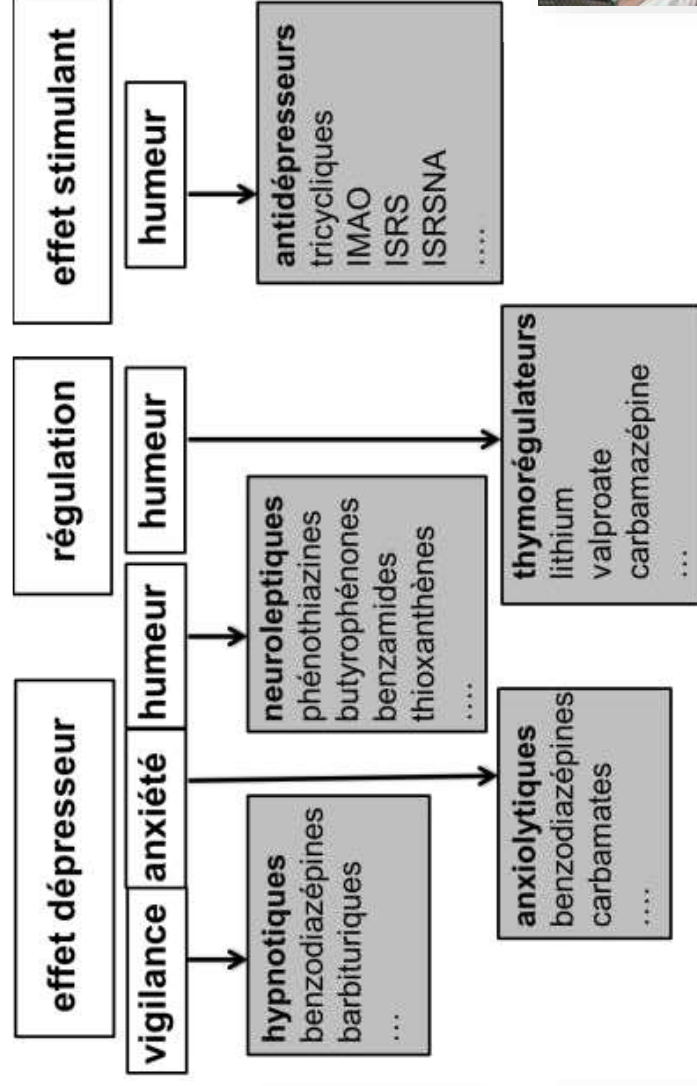 effet dépresseur
régulation
effet stimulant
vigilance
anxiété
humeur
humeur
humeur
hypnotiques
benzodiazépines
barbituriques
...
neuroleptiques
phénothiazines
butyrophénones
benzamides
thioxanthènes
....
antidépresseurs
tricycliques
IMAO
ISRS
ISRSNA
....
anxiolytiques
benzodiazépines
carbamates
....
thymorégulateurs
lithium
valproate
carbamazépine
...